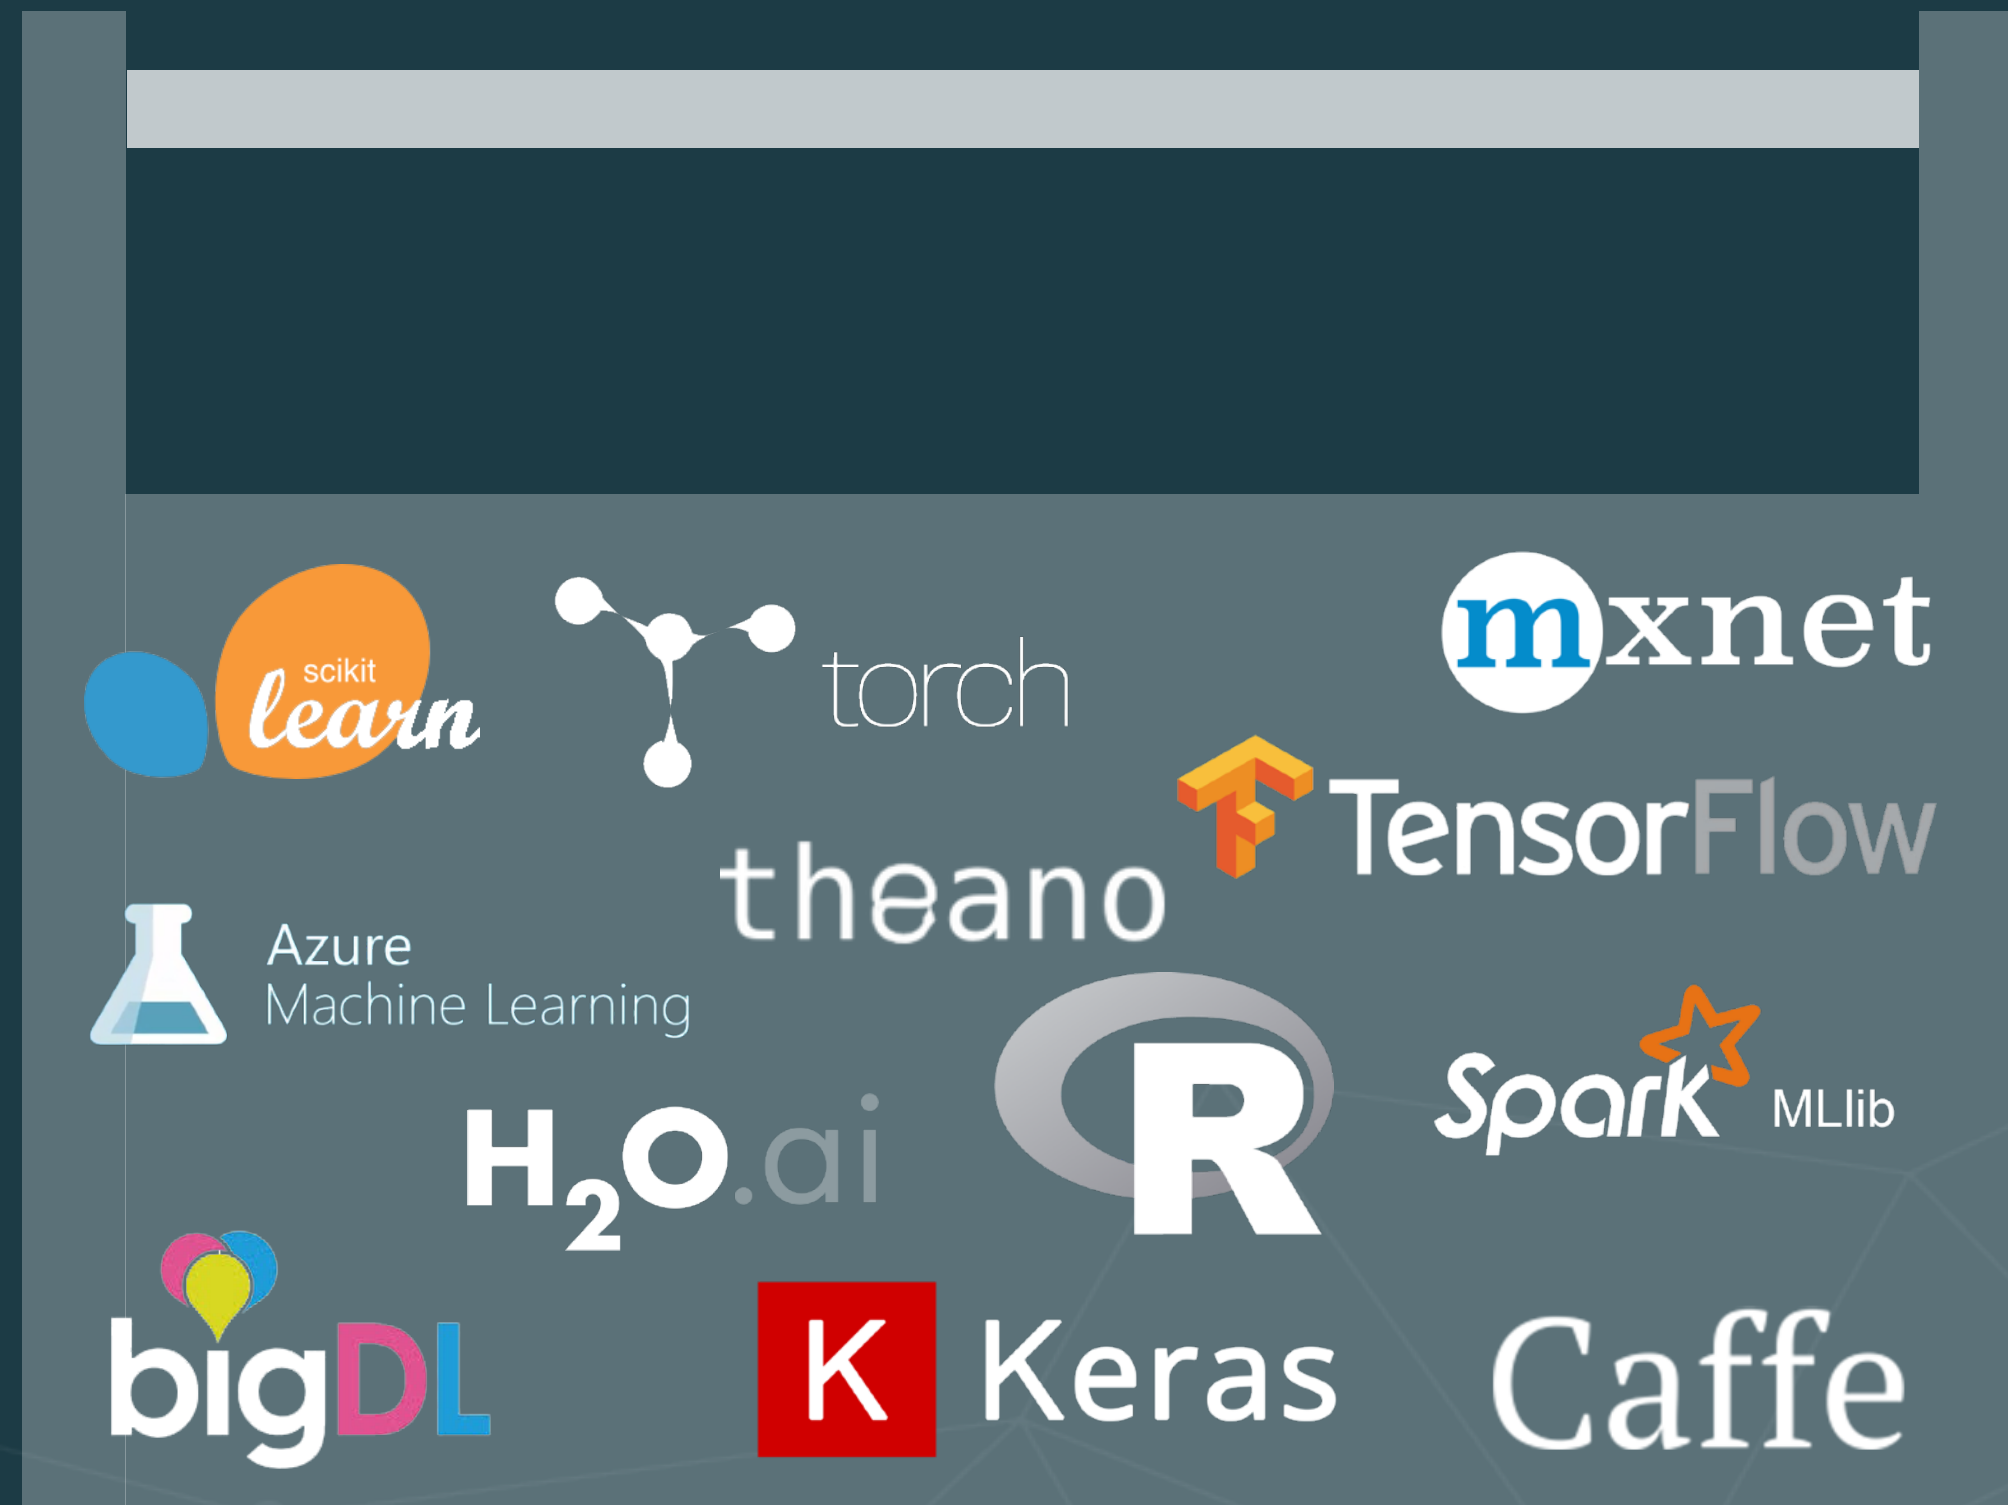 scikit
learn
torch
mxnet
TensorFlow
theano
Azure
Machine Learning
R
Spark MLlib
H2O.ai
bigDL
K Keras
Caffe